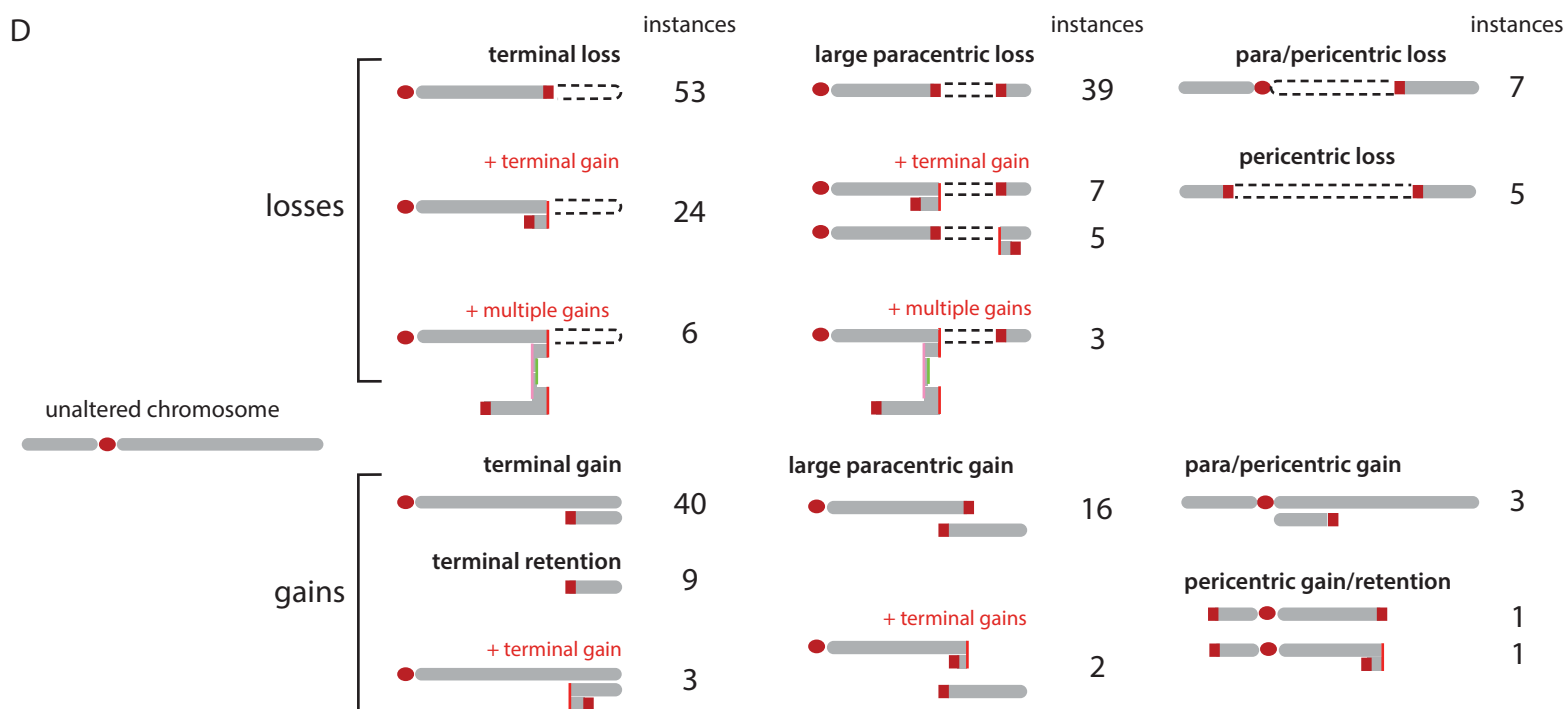 D
instances
instances
instances
terminal loss
53
large paracentric loss
39
para/pericentric loss
7
losses
+ terminal gain
24
+ terminal gain
7
5
pericentric loss
5
+ multiple gains
6
+ multiple gains
3
unaltered chromosome
gains
terminal gain
40
large paracentric gain
16
para/pericentric gain
3
terminal retention
9
pericentric gain/retention
1
1
+ terminal gain
3
+ terminal gains
2